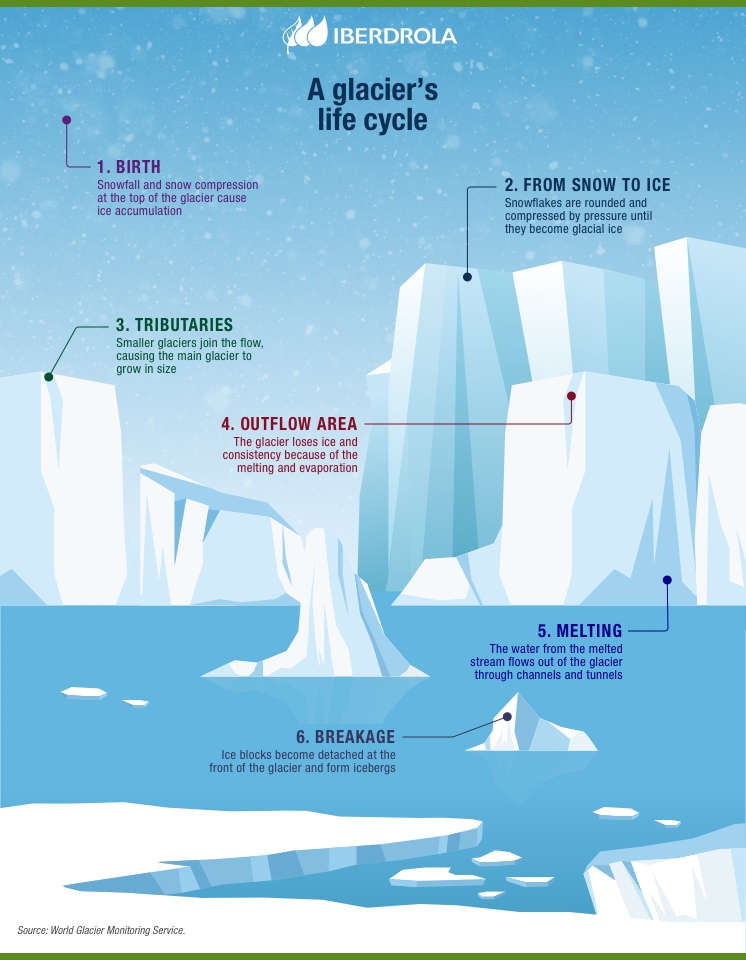 IBERDROLA
A glacier's
life cycle
1. BIRTH
Snowfall and snow compression
at the top of the glacier cause
ice accumulation
2. FROM SNOW TO ICE
Snowflakes are rounded and
compressed by pressure until
they become glacial ice
3. TRIBUTARIES
Smaller glaciers join the flow,
causing the main glacier to
grow in size
4. OUTFLOW AREA
The glacier loses ice and
consistency because of the
melting and evaporation
5. MELTING
The water from the melted
stream flows out of the glacier
through channels and tunnels
6. BREAKAGE
Ice blocks become detached at the
front of the glacier and form icebergs
Source: World Glacier Monitoring Service.